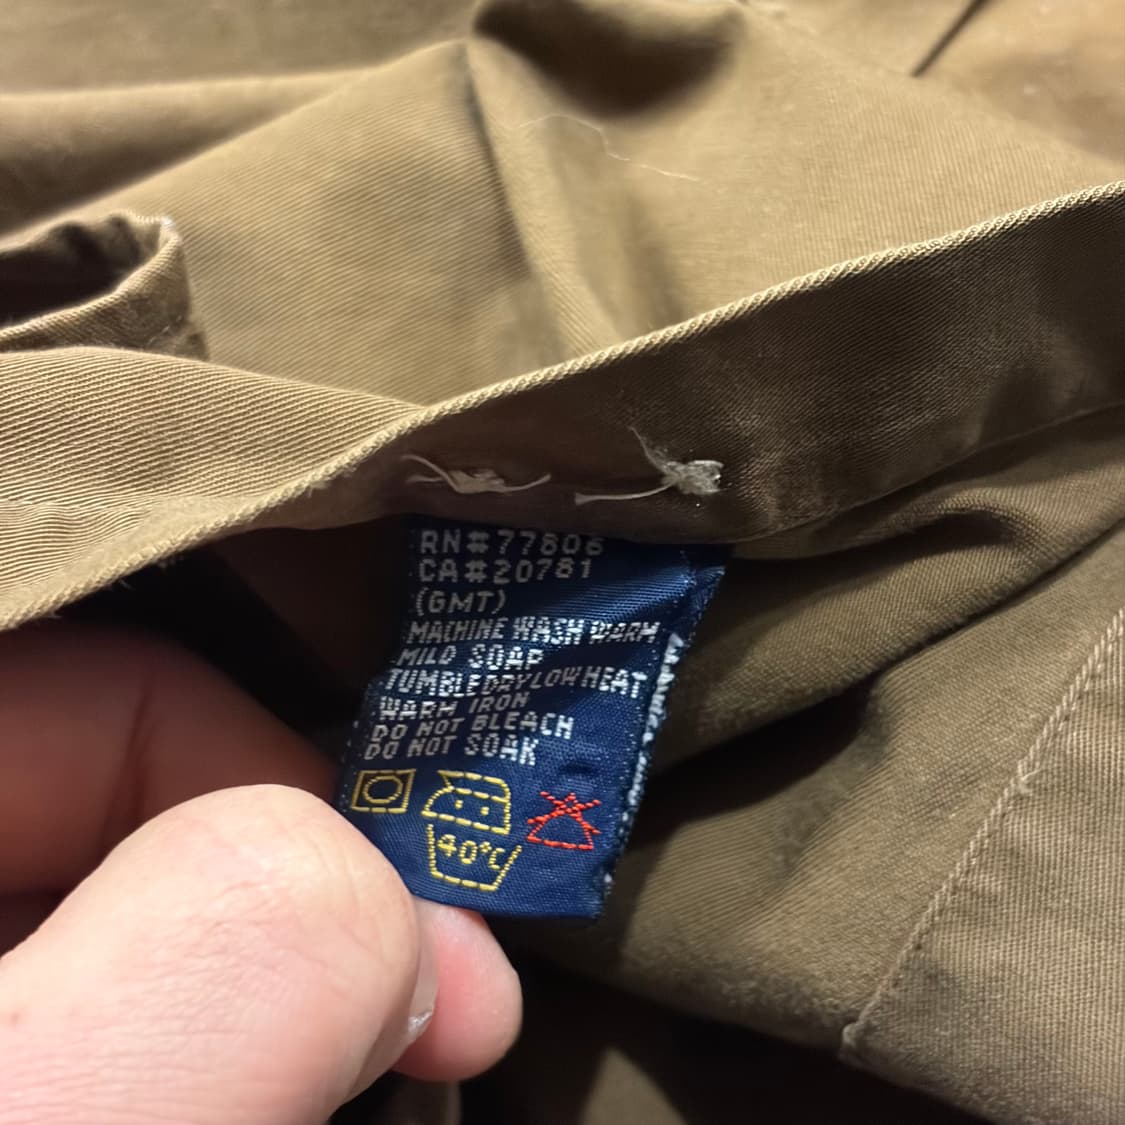 RN#77806
CA#20781
(GMT)
MACHINE WASH WARM
MILD SOAP
TUMBLE DRY LOW HEAT
WARM IRON
DO NOT BLEACH
DO NOT SOAK
40°C